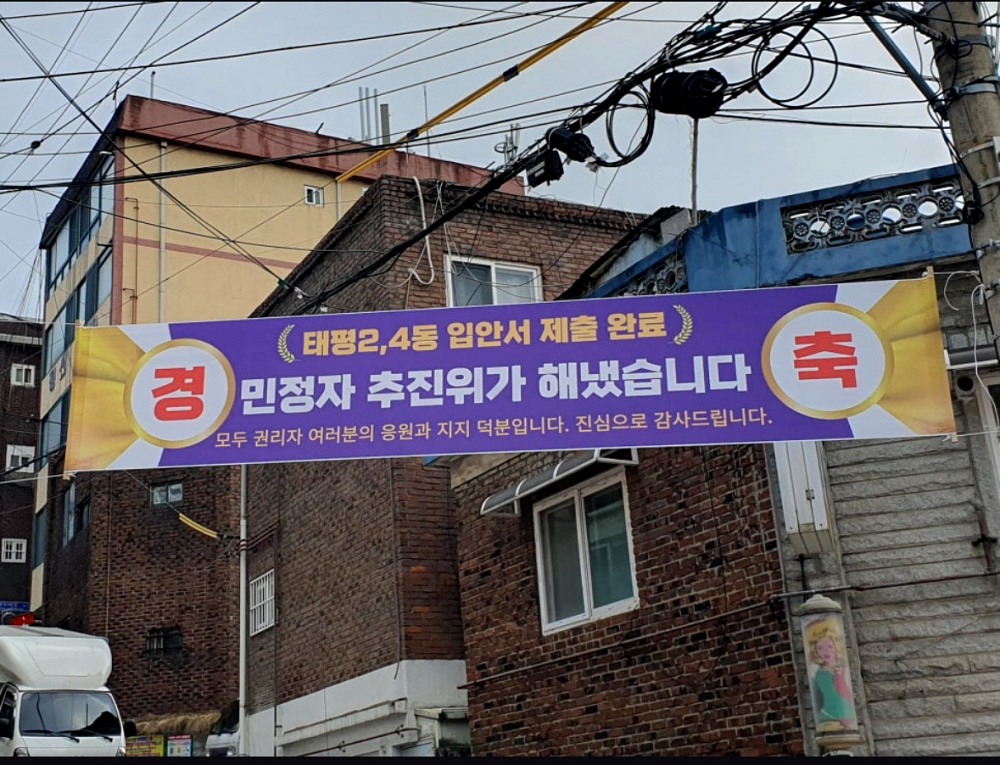 경 축
태평2,4동 입안서 제출 완료
민정자 추진위가 해냈습니다
모두 권리자 여러분의 응원과 지지 덕분입니다. 진심으로 감사드립니다.